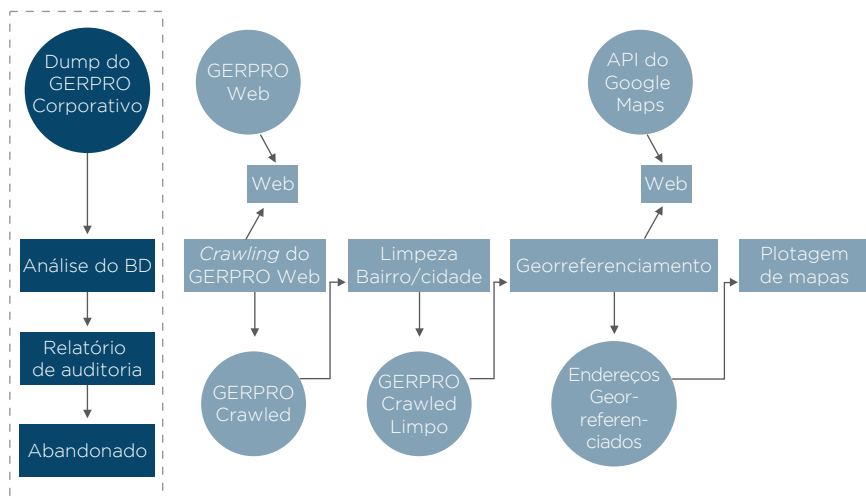 Dump do
GERPRO
Corporativo
Análise do BD
Relatório
de auditoria
Abandonado
GERPRO
Web
Web
Crawling do
GERPRO Web
GERPRO
Crawled
Limpeza
Bairro/cidade
GERPRO
Crawled
Limpo
API do
Google
Maps
Web
Georreferenciamento
Endereços
Geor-
referen-
ciados
Plotagem
de mapas